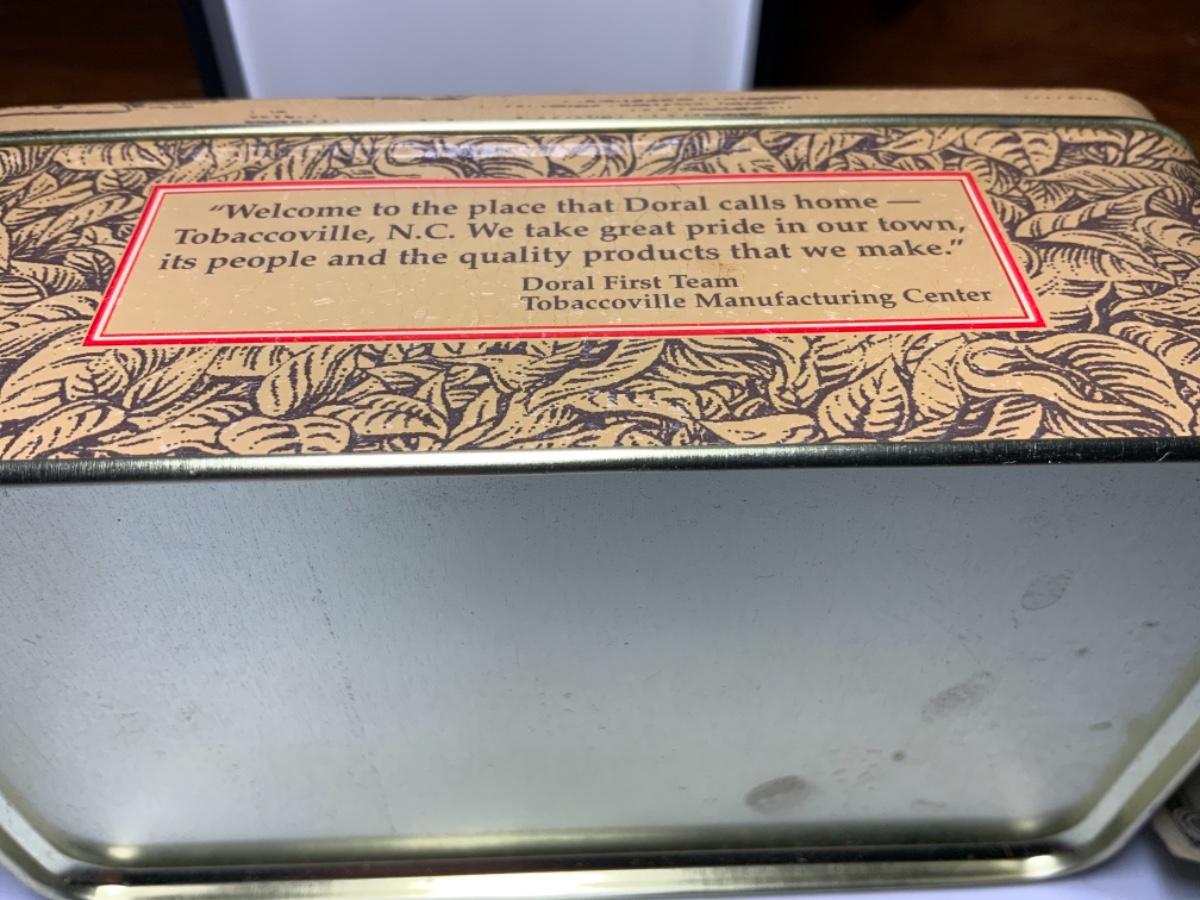 “Welcome to the place that Doral calls home —
Tobaccoville, N.C. We take great pride in our town,
its people and the quality products that we make.”
Doral First Team
Tobaccoville Manufacturing Center